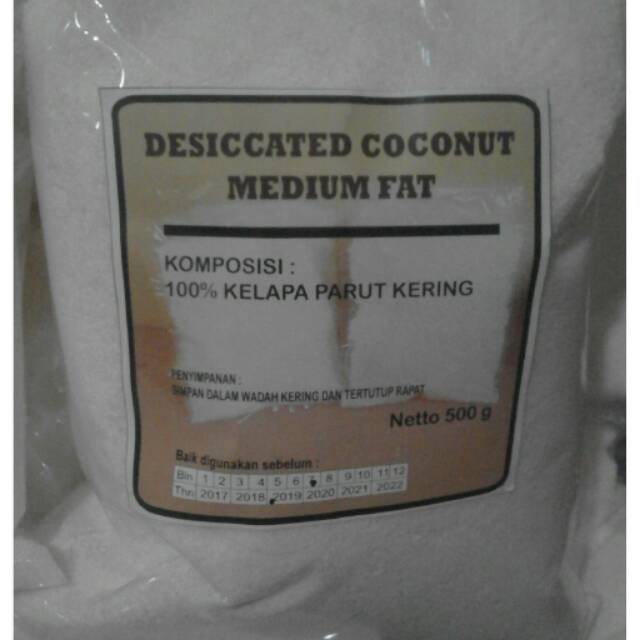 DESICCATED COCONUT
MEDIUM FAT
KOMPOSISI :
100% KELAPA PARUT KERING
PENYIMPANAN :
SIMPAN DALAM WADAH KERING DAN TERTUTUP RAPAT
Netto 500 g
Baik digunakan sebelum :
Bln 1 2 3 4 5 6 8 9 10 11 12
Thn 2017 2018 2019 2020 2021 2022